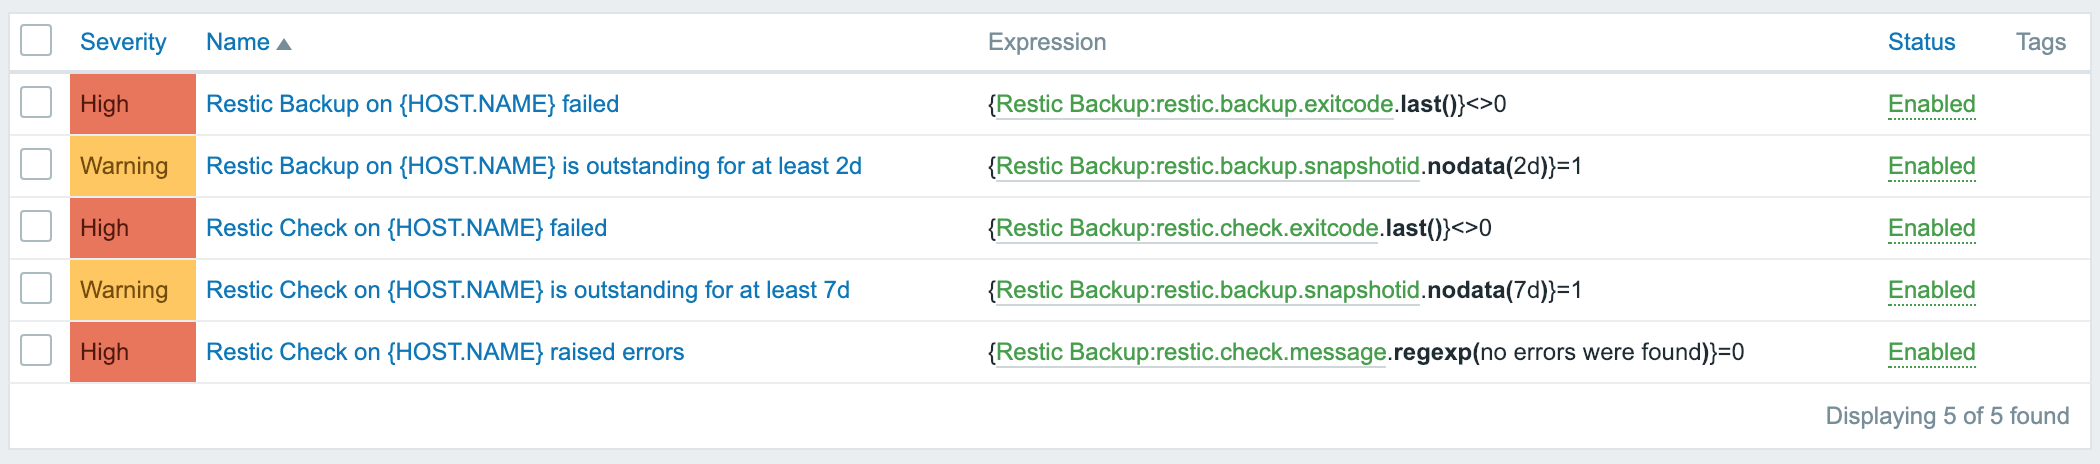 Severity Name ▲ Expression Status Tags
High Restic Backup on {HOST.NAME} failed {Restic Backup:restic.backup.exitcode.last()}<>0 Enabled
Warning Restic Backup on {HOST.NAME} is outstanding for at least 2d {Restic Backup:restic.backup.snapshotid.nodata(2d)}=1 Enabled
High Restic Check on {HOST.NAME} failed {Restic Backup:restic.check.exitcode.last()}<>0 Enabled
Warning Restic Check on {HOST.NAME} is outstanding for at least 7d {Restic Backup:restic.backup.snapshotid.nodata(7d)}=1 Enabled
High Restic Check on {HOST.NAME} raised errors {Restic Backup:restic.check.message.regexp(no errors were found)}=0 Enabled
Displaying 5 of 5 found